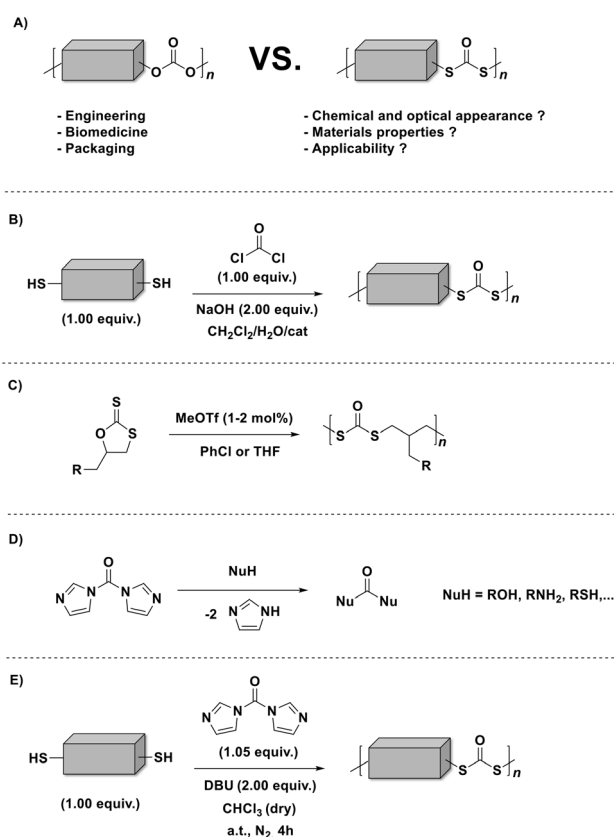 A)
O
O
O
n
VS.
O
S
S
n
- Engineering
- Biomedicine
- Packaging
- Chemical and optical appearance ?
- Materials properties ?
- Applicability ?
B)
HS
SH
(1.00 equiv.)
O
Cl
Cl
(1.00 equiv.)
NaOH (2.00 equiv.)
CH₂Cl₂/H₂O/cat
O
S
S
n
C)
S
O
S
R
MeOTf (1-2 mol%)
PhCl or THF
O
S
S
R
n
D)
O
N
N
N
N
NuH
-2
N
NH
O
Nu
Nu
NuH = ROH, RNH₂, RSH,...
E)
HS
SH
(1.00 equiv.)
O
N
N
N
N
(1.05 equiv.)
DBU (2.00 equiv.)
CHCl₃ (dry)
a.t., N₂, 4h
O
S
S
n